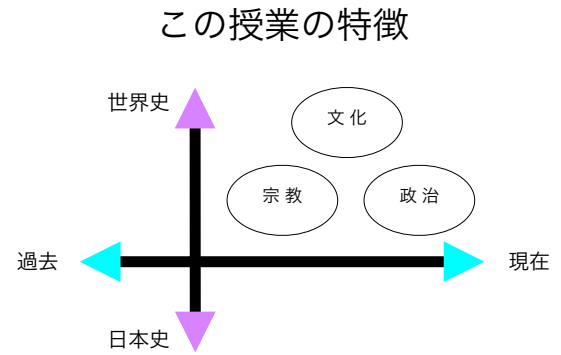 この授業の特徴
世界史
文化
宗教
政治
過去
現在
日本史